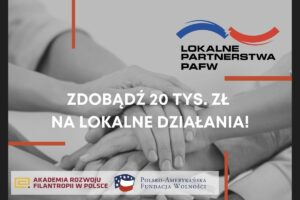 LOKALNE
PARTNERSTWA
PAFW
ZDOBĄDŹ 20 TYS. ZŁ
NA LOKALNE DZIAŁANIA!
AKADEMIA ROZWOJU
FILANTROPII W POLSCE
POLSKO-AMERYKAŃSKA
FUNDACJA WOLNOŚCI